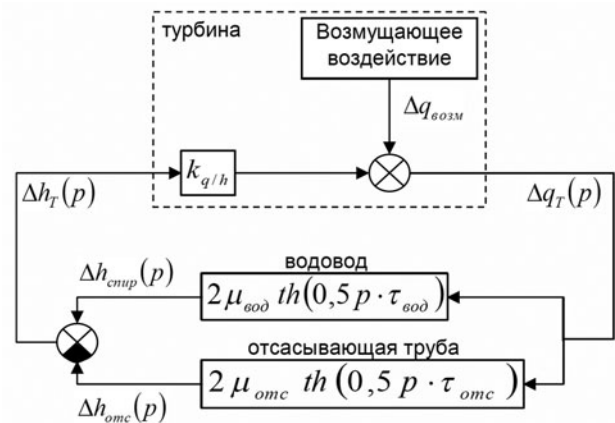 турбина
Возмущающее
воздействие
Δq_возм
k_q/h
Δh_T(p)
Δq_T(p)
водовод
Δh_спир(p)
2 μ_вод th(0,5 p · τ_вод)
отсасывающая труба
2 μ_отс th (0,5 p · τ_отс)
Δh_отс(p)